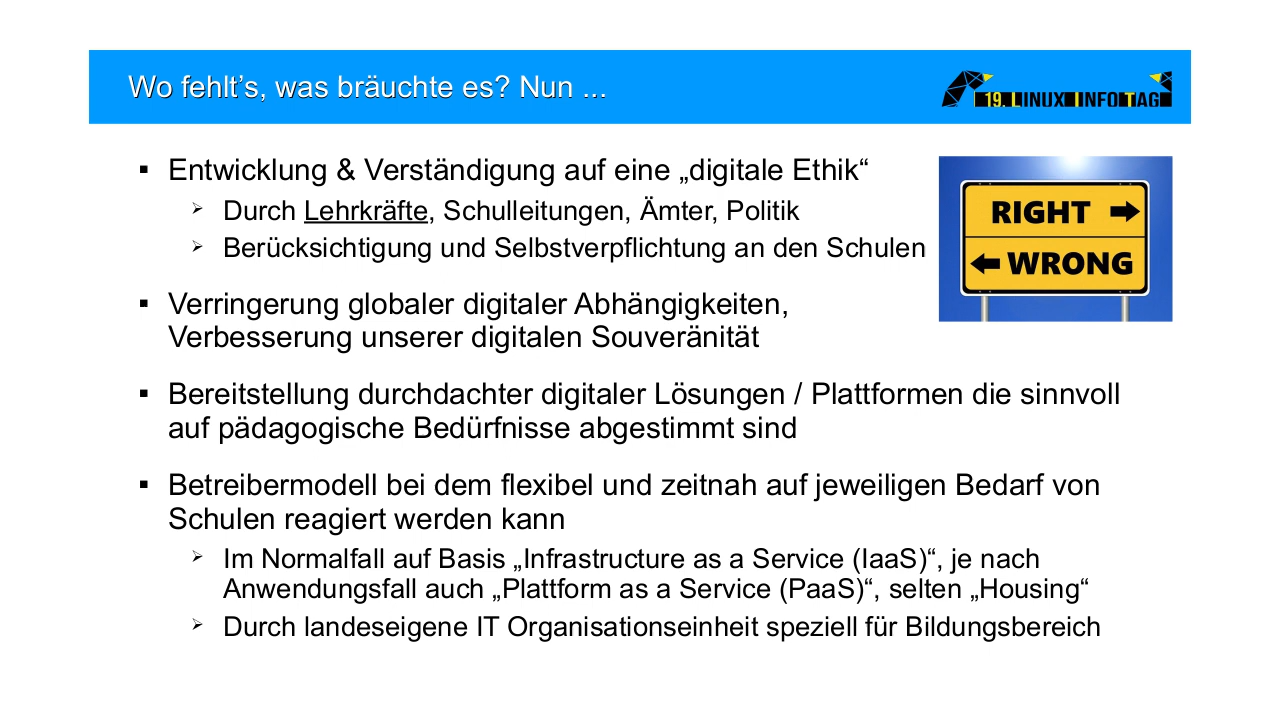 Wo fehlt’s, was bräuchte es? Nun ...
19. LINUX INFO TAG
▪ Entwicklung & Verständigung auf eine „digitale Ethik“
➢ Durch Lehrkräfte, Schulleitungen, Ämter, Politik
➢ Berücksichtigung und Selbstverpflichtung an den Schulen
RIGHT
WRONG
▪ Verringerung globaler digitaler Abhängigkeiten,
Verbesserung unserer digitalen Souveränität
▪ Bereitstellung durchdachter digitaler Lösungen / Plattformen die sinnvoll
auf pädagogische Bedürfnisse abgestimmt sind
▪ Betreibermodell bei dem flexibel und zeitnah auf jeweiligen Bedarf von
Schulen reagiert werden kann
➢ Im Normalfall auf Basis „Infrastructure as a Service (IaaS)“, je nach
Anwendungsfall auch „Plattform as a Service (PaaS)“, selten „Housing“
➢ Durch landeseigene IT Organisationseinheit speziell für Bildungsbereich